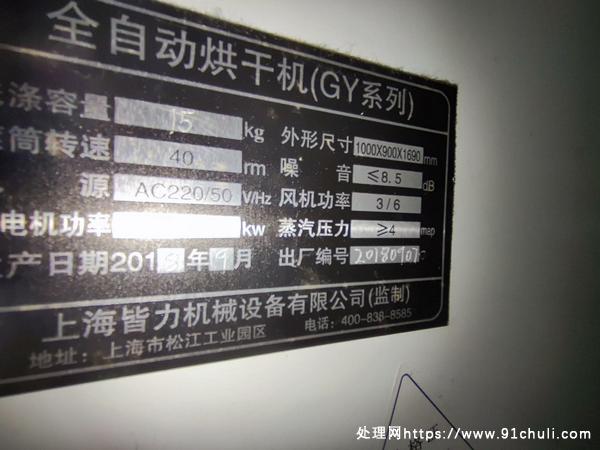 全自动烘干机(GY系列)
涤容量 15 kg 外形尺寸 1000X900X1690 mm
筒转速 40 rm 噪音 ≤8.5 dB
源 AC220/50 V/Hz 风机功率 3/6
电机功率 kw 蒸汽压力 ≥4 map
产日期2018年9月 出厂编号
上海皆力机械设备有限公司(监制)
地址：上海市松江工业园区 电话：400-838-8585
处理网https://www.91chuli.com/